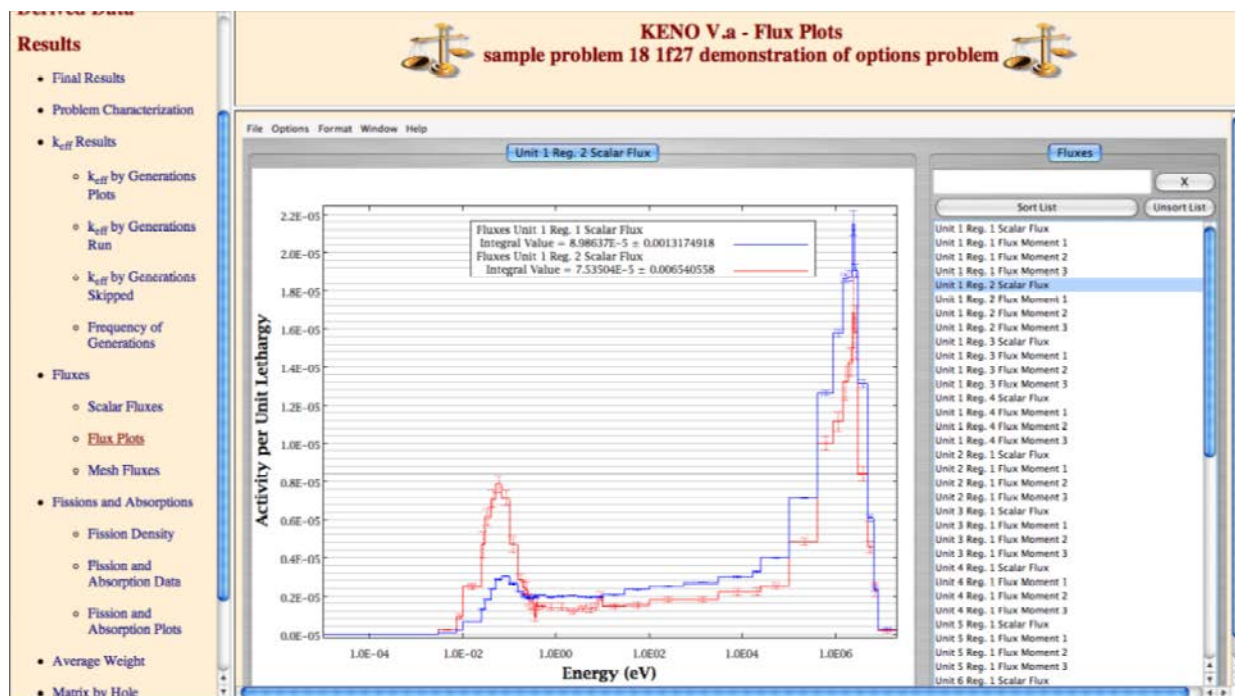 Derived Data
Results
Final Results
Problem Characterization
keff Results
keff by Generations
Plots
keff by Generations
Run
keff by Generations
Skipped
Frequency of
Generations
Fluxes
Scalar Fluxes
Flux Plots
Mesh Fluxes
Fissions and Absorptions
Fission Density
Fission and
Absorption Data
Fission and
Absorption Plots
Average Weight
Matrix by Hole
KENO V.a - Flux Plots
sample problem 18 1f27 demonstration of options problem
File Options Format Window Help
Unit 1 Reg. 2 Scalar Flux
2.2E-05
2.0E-05
1.8E-05
1.6E-05
1.4E-05
1.2E-05
1.0E-05
0.8E-05
0.6E-05
0.4E-05
0.2E-05
0.0E-05
Activity per Unit Lethargy
Fluxes Unit 1 Reg. 1 Scalar Flux
Integral Value = 8.98637E-5 ± 0.0013174918
Fluxes Unit 1 Reg. 2 Scalar Flux
Integral Value = 7.53504E-5 ± 0.006540558
1.0E-04 1.0E-02 1.0E00 1.0E02 1.0E04 1.0E06
Energy (eV)
Fluxes
X
Sort List Unsort List
Unit 1 Reg. 1 Scalar Flux
Unit 1 Reg. 1 Flux Moment 1
Unit 1 Reg. 1 Flux Moment 2
Unit 1 Reg. 1 Flux Moment 3
Unit 1 Reg. 2 Scalar Flux
Unit 1 Reg. 2 Flux Moment 1
Unit 1 Reg. 2 Flux Moment 2
Unit 1 Reg. 2 Flux Moment 3
Unit 1 Reg. 3 Scalar Flux
Unit 1 Reg. 3 Flux Moment 1
Unit 1 Reg. 3 Flux Moment 2
Unit 1 Reg. 3 Flux Moment 3
Unit 1 Reg. 4 Scalar Flux
Unit 1 Reg. 4 Flux Moment 1
Unit 1 Reg. 4 Flux Moment 2
Unit 1 Reg. 4 Flux Moment 3
Unit 2 Reg. 1 Scalar Flux
Unit 2 Reg. 1 Flux Moment 1
Unit 2 Reg. 1 Flux Moment 2
Unit 2 Reg. 1 Flux Moment 3
Unit 3 Reg. 1 Scalar Flux
Unit 3 Reg. 1 Flux Moment 1
Unit 3 Reg. 1 Flux Moment 2
Unit 3 Reg. 1 Flux Moment 3
Unit 4 Reg. 1 Scalar Flux
Unit 4 Reg. 1 Flux Moment 1
Unit 4 Reg. 1 Flux Moment 2
Unit 4 Reg. 1 Flux Moment 3
Unit 5 Reg. 1 Scalar Flux
Unit 5 Reg. 1 Flux Moment 1
Unit 5 Reg. 1 Flux Moment 2
Unit 5 Reg. 1 Flux Moment 3
Unit 6 Reg. 1 Scalar Flux